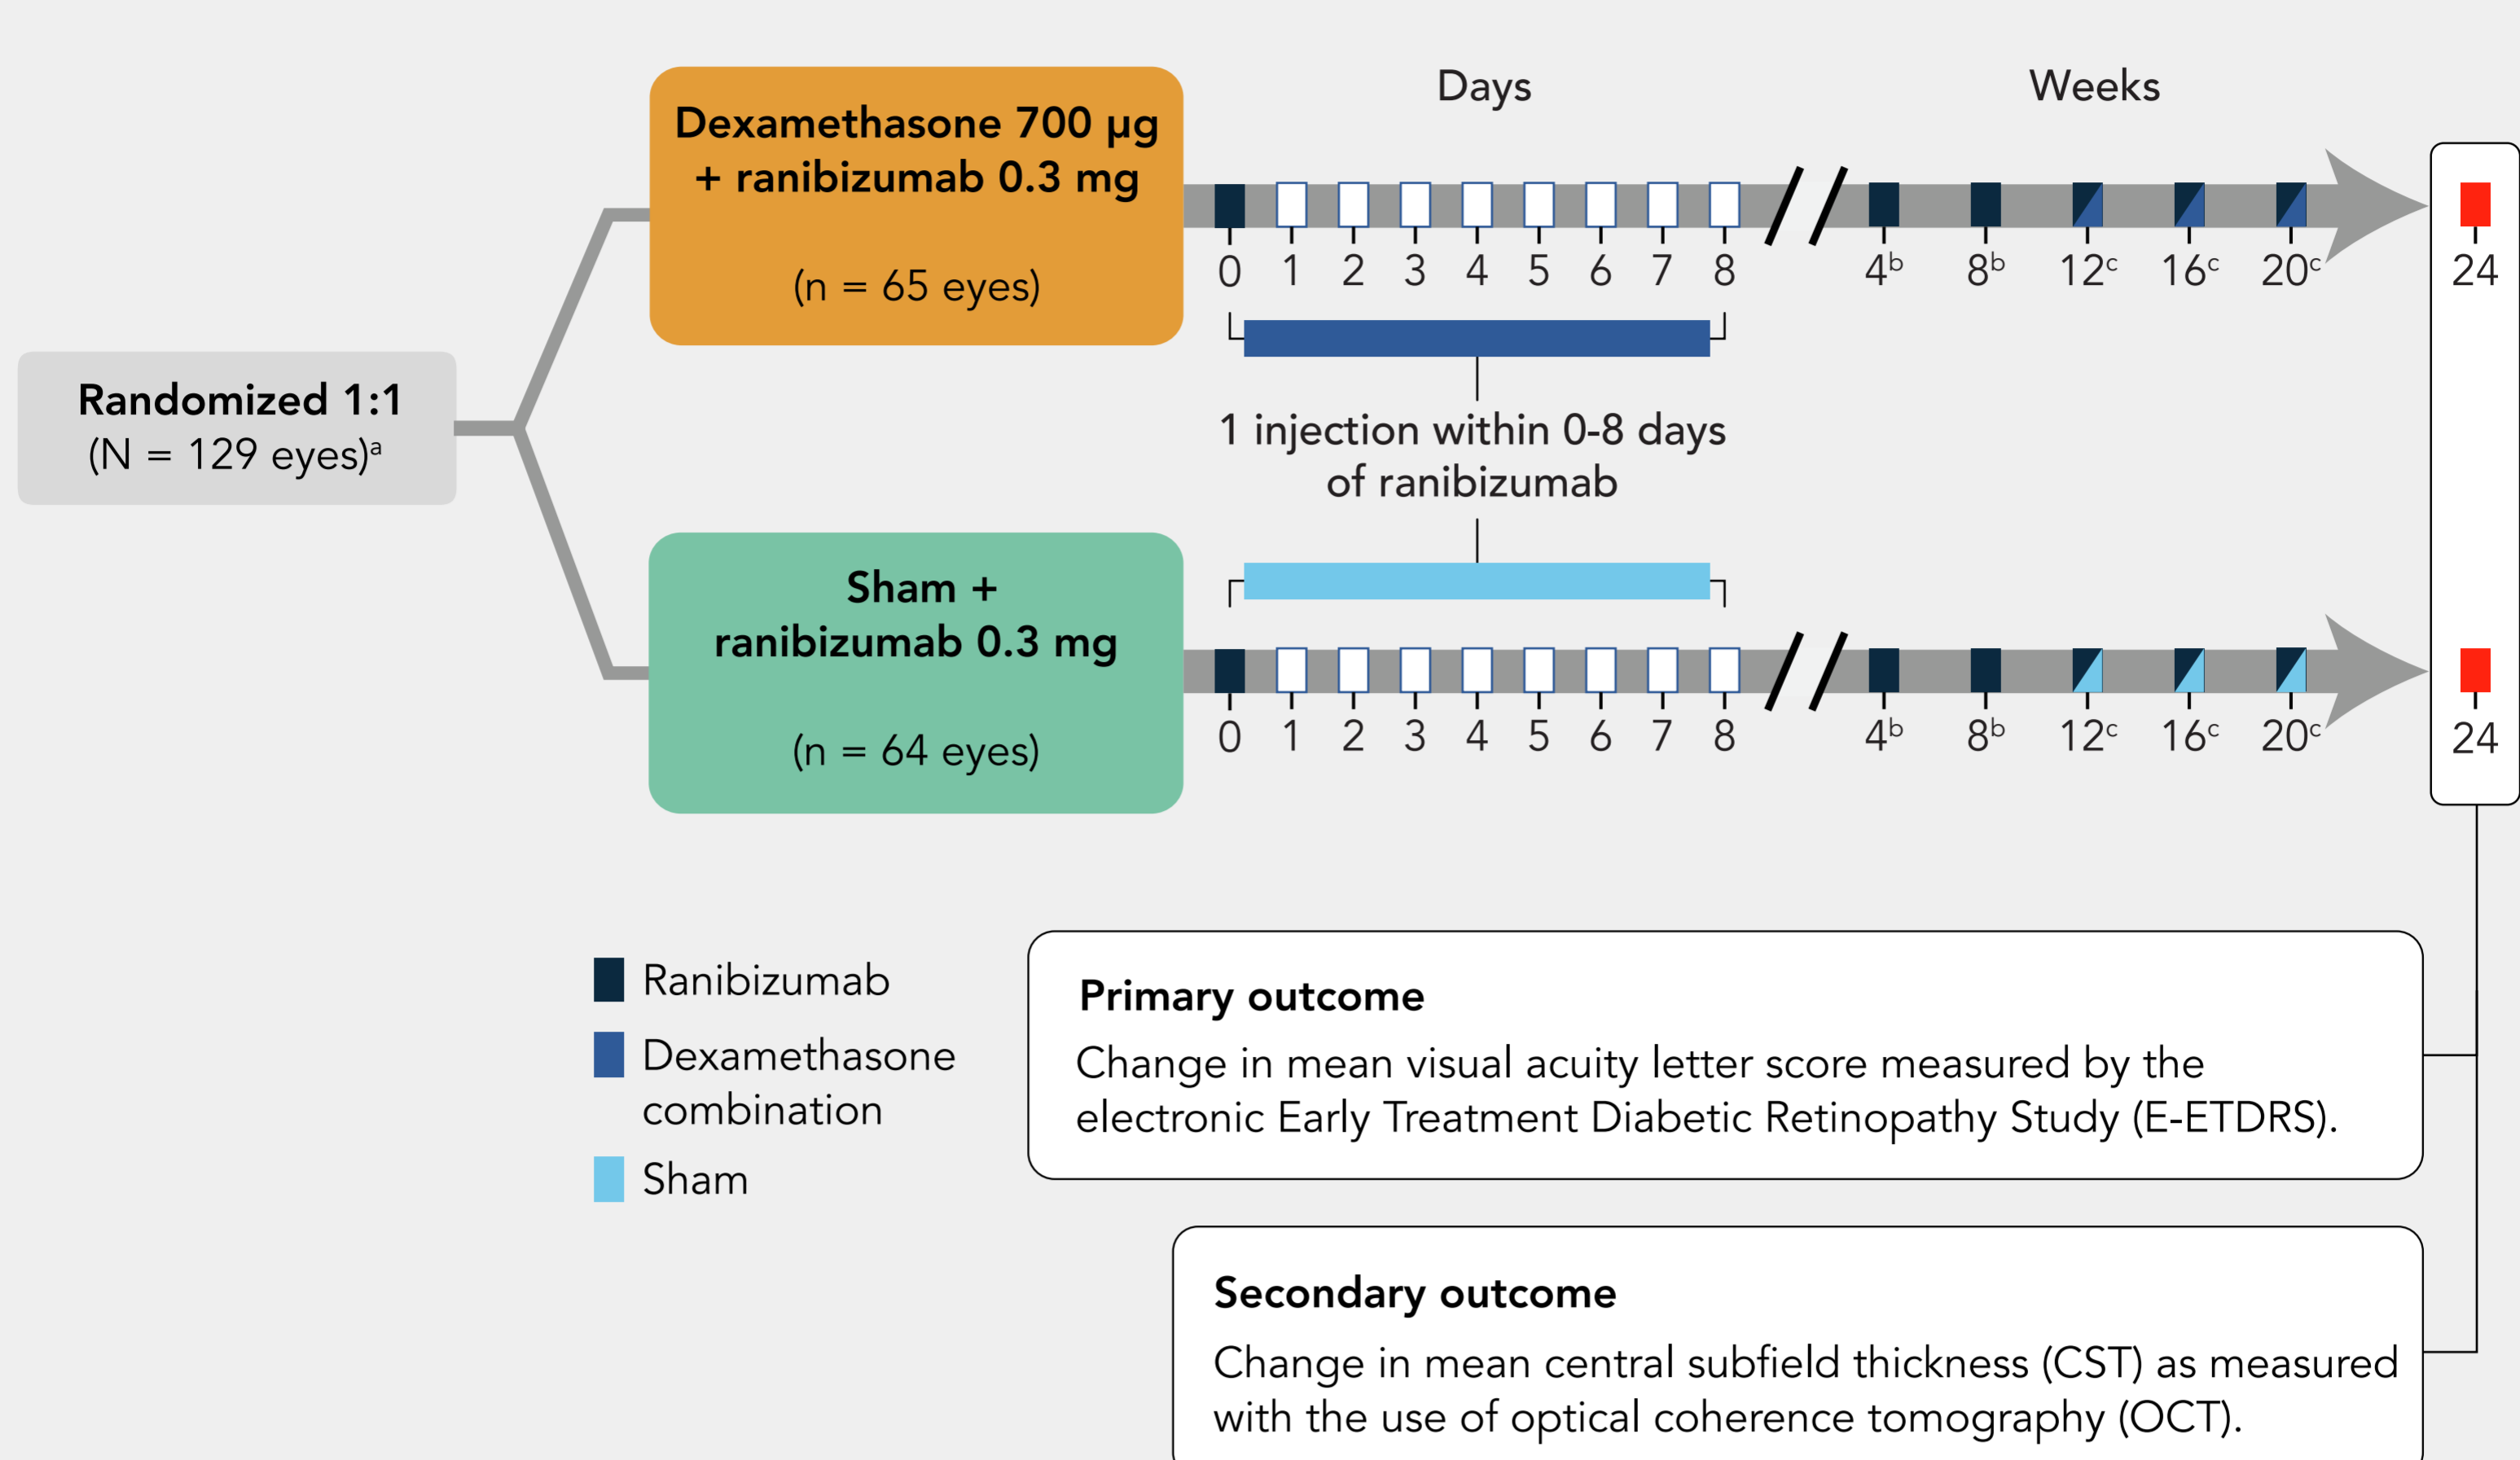 Days
Weeks
Dexamethasone 700 µg
+ ranibizumab 0.3 mg
(n = 65 eyes)
0 1 2 3 4 5 6 7 8 4ᵇ 8ᵇ 12ᶜ 16ᶜ 20ᶜ 24
Randomized 1:1
(N = 129 eyes)ᵃ
1 injection within 0-8 days
of ranibizumab
Sham +
ranibizumab 0.3 mg
(n = 64 eyes)
0 1 2 3 4 5 6 7 8 4ᵇ 8ᵇ 12ᶜ 16ᶜ 20ᶜ 24
Ranibizumab
Dexamethasone
combination
Sham
Primary outcome
Change in mean visual acuity letter score measured by the
electronic Early Treatment Diabetic Retinopathy Study (E-ETDRS).
Secondary outcome
Change in mean central subfield thickness (CST) as measured
with the use of optical coherence tomography (OCT).